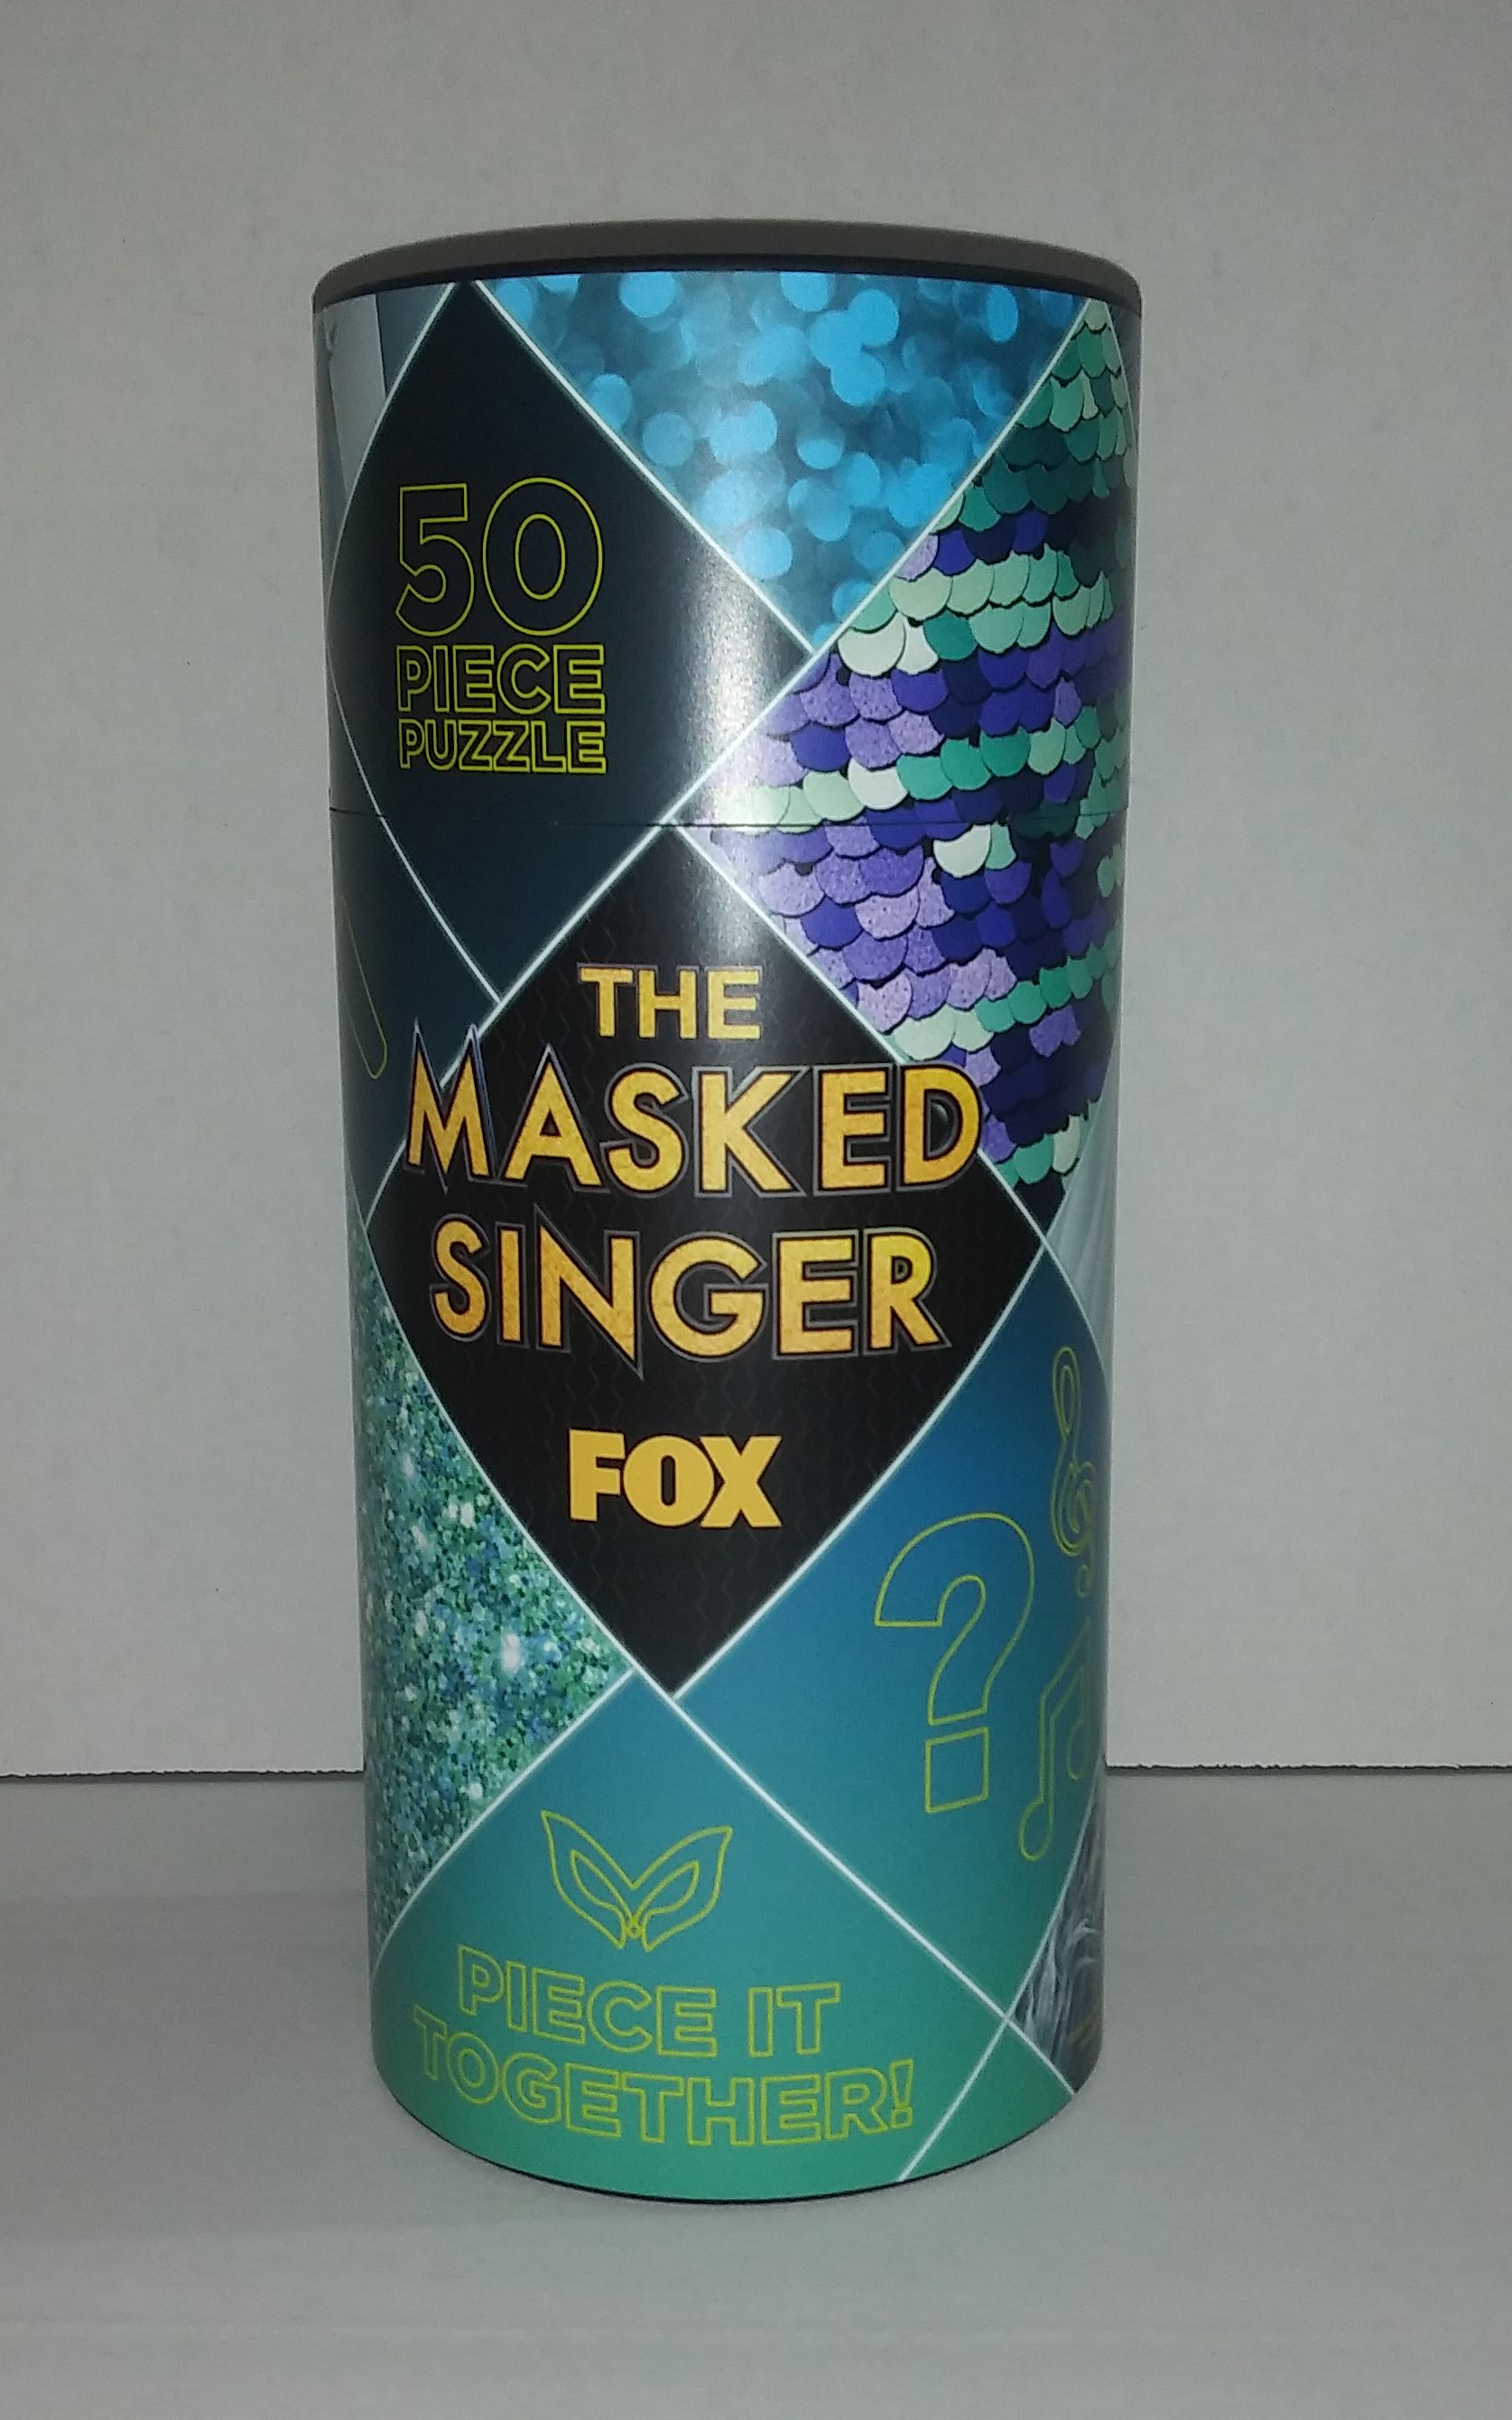 50
PIECE
PUZZLE
THE
MASKED
SINGER
FOX
?
PIECE IT
TOGETHER!